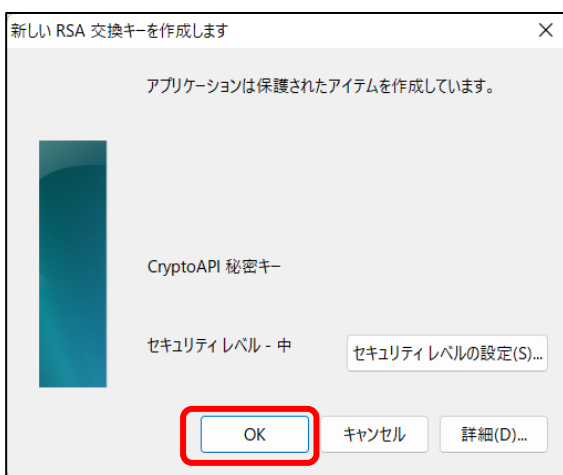 新しい RSA 交換キーを作成します
アプリケーションは保護されたアイテムを作成しています。
CryptoAPI 秘密キー
セキュリティ レベル - 中
セキュリティ レベルの設定(S)...
OK
キャンセル
詳細(D)...